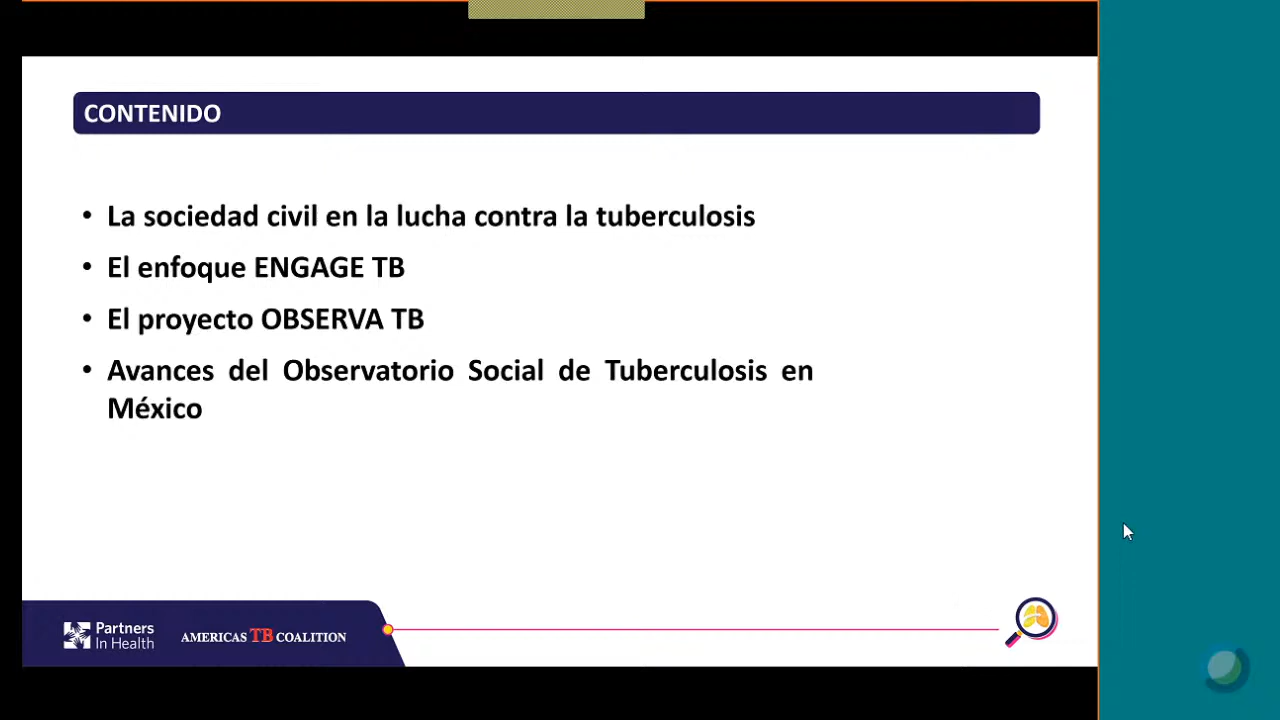 CONTENIDO
• La sociedad civil en la lucha contra la tuberculosis
• El enfoque ENGAGE TB
• El proyecto OBSERVA TB
• Avances del Observatorio Social de Tuberculosis en
México
Partners
In Health
AMERICAS TB COALITION